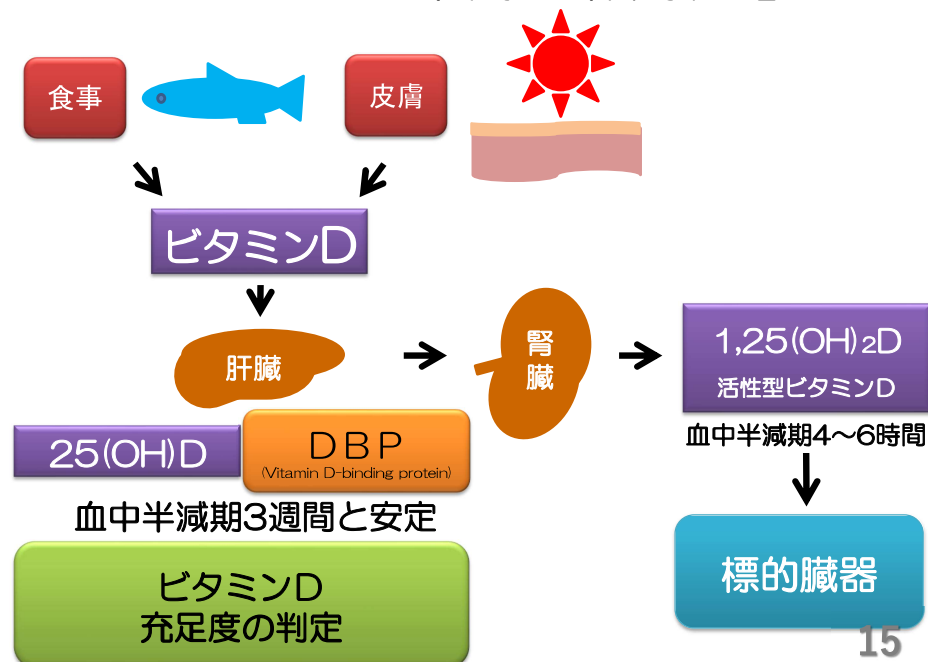 食事
皮膚
ビタミンD
肝臓
腎
臓
1,25(OH)₂D
活性型ビタミンD
血中半減期4～6時間
25(OH)D
DBP
(Vitamin D-binding protein)
血中半減期3週間と安定
ビタミンD
充足度の判定
標的臓器
15